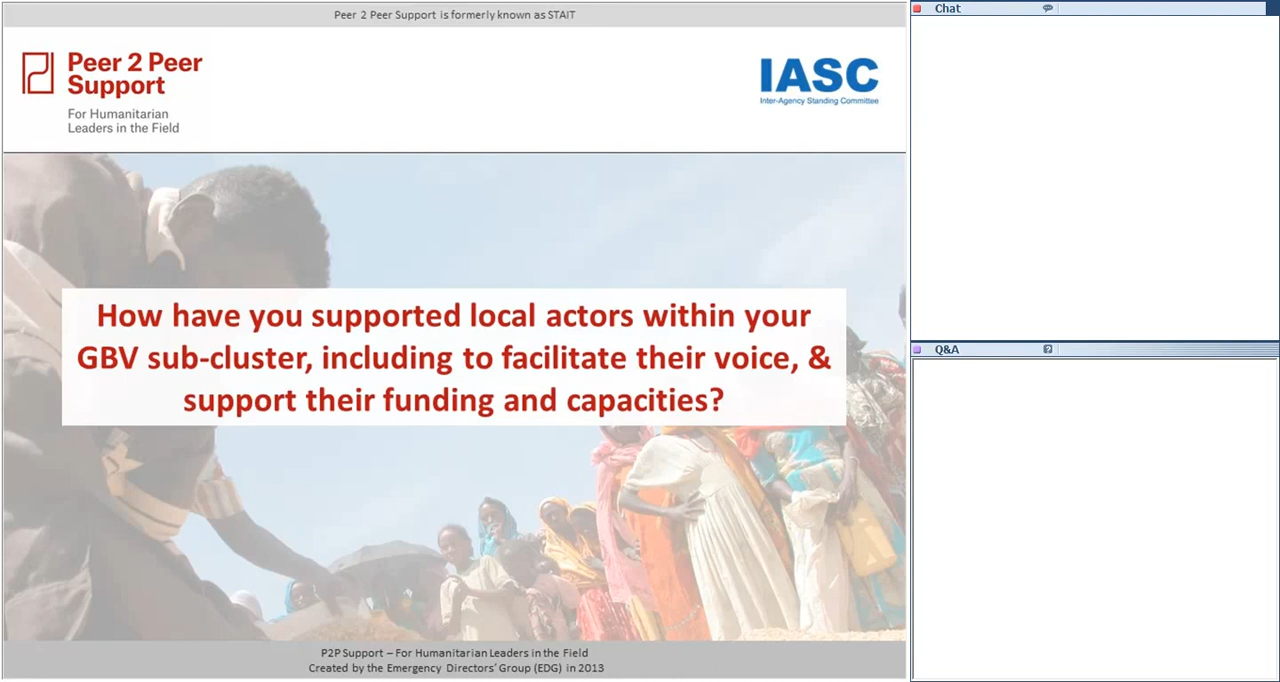 Peer 2 Peer Support is formerly known as STAIT
Peer 2 Peer
Support
For Humanitarian
Leaders in the Field
IASC
Inter-Agency Standing Committee
How have you supported local actors within your
GBV sub-cluster, including to facilitate their voice, &
support their funding and capacities?
P2P Support – For Humanitarian Leaders in the Field
Created by the Emergency Directors' Group (EDG) in 2013
Chat
Q&A